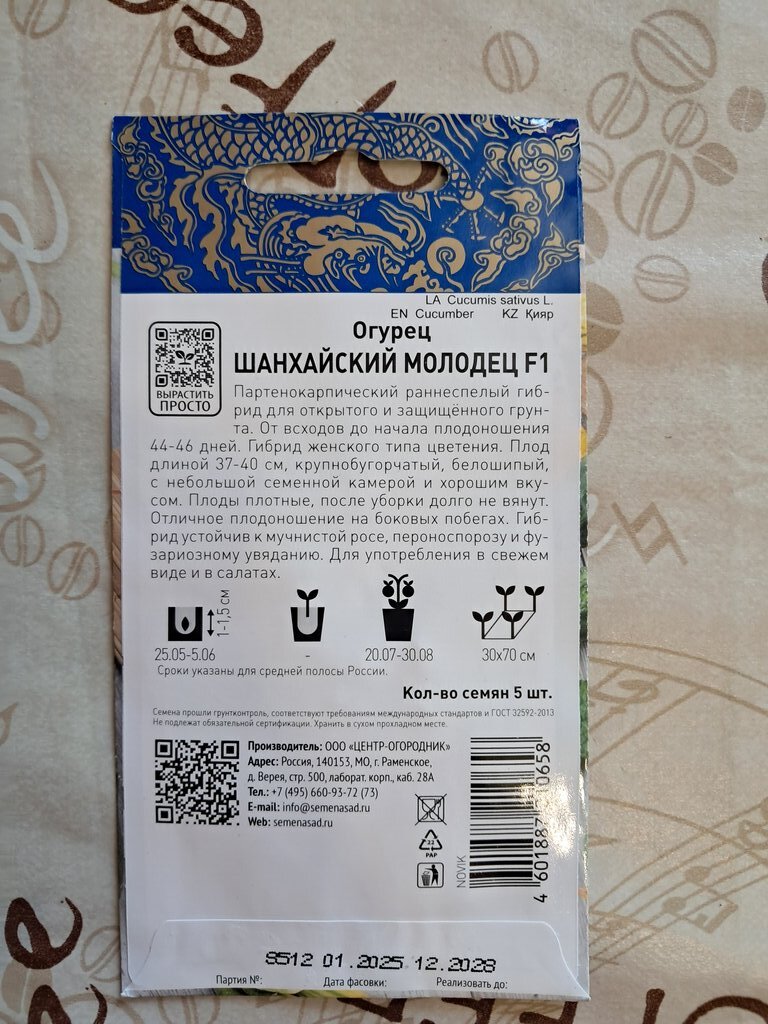 LA Cucumis sativus L.
EN Cucumber KZ Қияр
Огурец
ШАНХАЙСКИЙ МОЛОДЕЦ F1
ВЫРАСТИТЬ
ПРОСТО
Партенокарпический раннеспелый гиб-
рид для открытого и защищённого грун-
та. От всходов до начала плодоношения
44-46 дней. Гибрид женского типа цветения. Плод
длиной 37-40 см, крупнобугорчатый, белошипый,
с небольшой семенной камерой и хорошим вку-
сом. Плоды плотные, после уборки долго не вянут.
Отличное плодоношение на боковых побегах. Гиб-
рид устойчив к мучнистой росе, пероноспорозу и фу-
зариозному увяданию. Для употребления в свежем
виде и в салатах.
1-1,5 см
25.05-5.06 - 20.07-30.08 30х70 см
Сроки указаны для средней полосы России.
Кол-во семян 5 шт.
Семена прошли грунтконтроль, соответствуют требованиям международных стандартов и ГОСТ 32592-2013
Не подлежат обязательной сертификации. Хранить в сухом прохладном месте.
Производитель: ООО «ЦЕНТР-ОГОРОДНИК»
Адрес: Россия, 140153, МО, г. Раменское,
д. Верея, стр. 500, лаборат. корп., каб. 28А
Тел.: +7 (495) 660-93-72 (73)
E-mail: info@semenasad.ru
Web: semenasad.ru
22
PAP
NOVIK
8512 01.2025 12.2028
Партия №: Дата фасовки: Реализовать до: